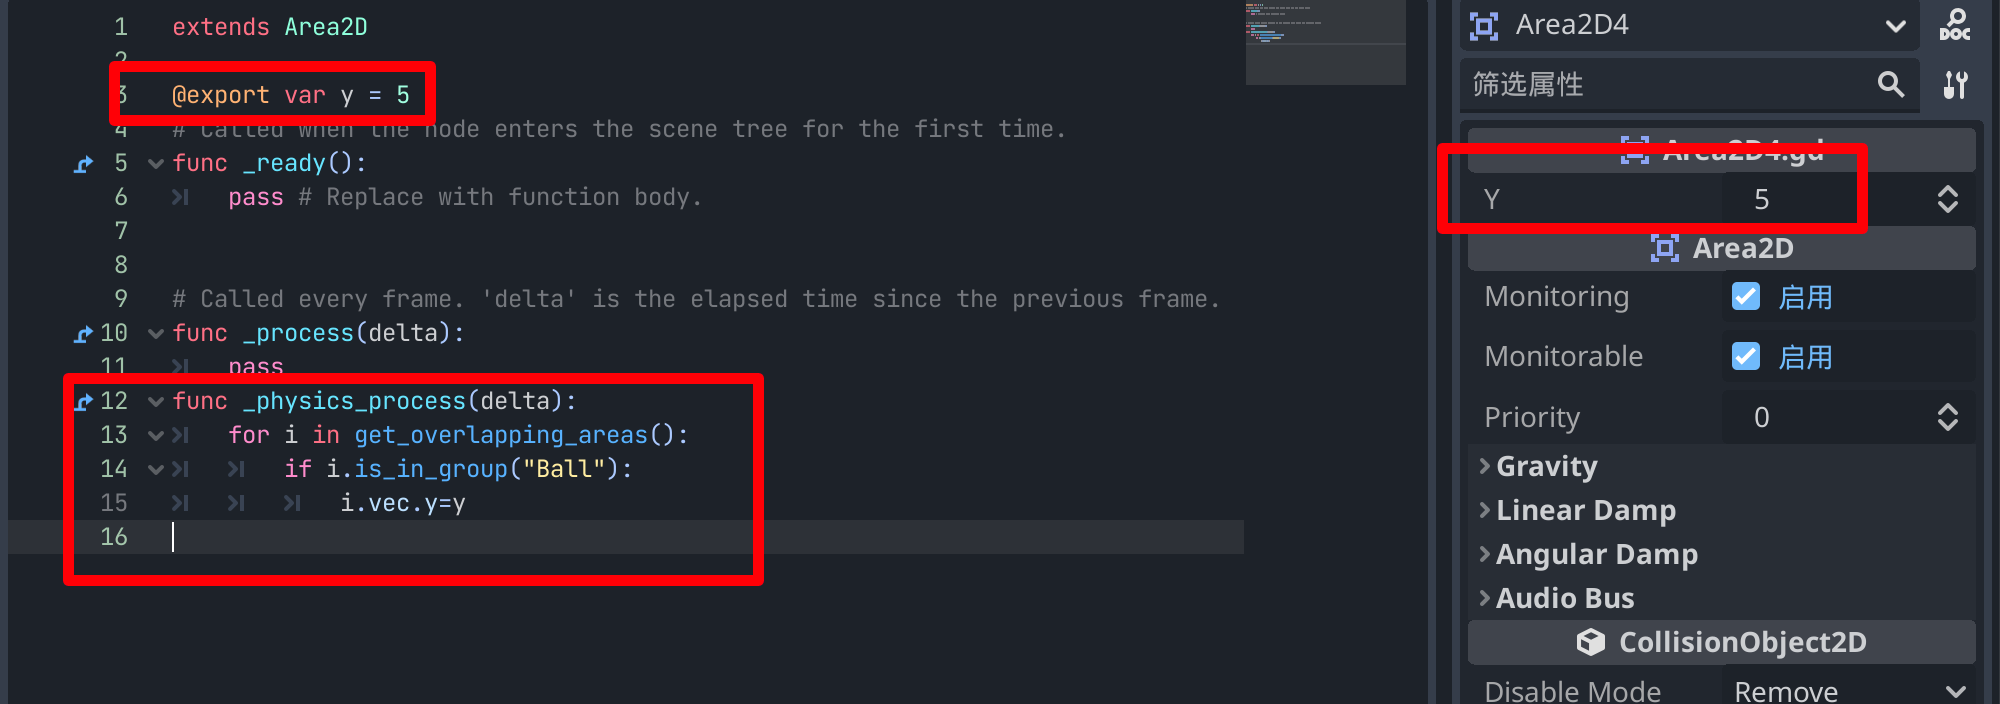 1 extends Area2D
2
3 @export var y = 5
4 # Called when the node enters the scene tree for the first time.
5 func _ready():
6 pass # Replace with function body.
7
8
9 # Called every frame. 'delta' is the elapsed time since the previous frame.
10 func _process(delta):
11 pass
12 func _physics_process(delta):
13 for i in get_overlapping_areas():
14 if i.is_in_group("Ball"):
15 i.vec.y=y
16
Area2D4
DOC
筛选属性
Area2D4.gd
Y 5
Area2D
Monitoring 启用
Monitorable 启用
Priority 0
Gravity
Linear Damp
Angular Damp
Audio Bus
CollisionObject2D
Disable Mode Remove